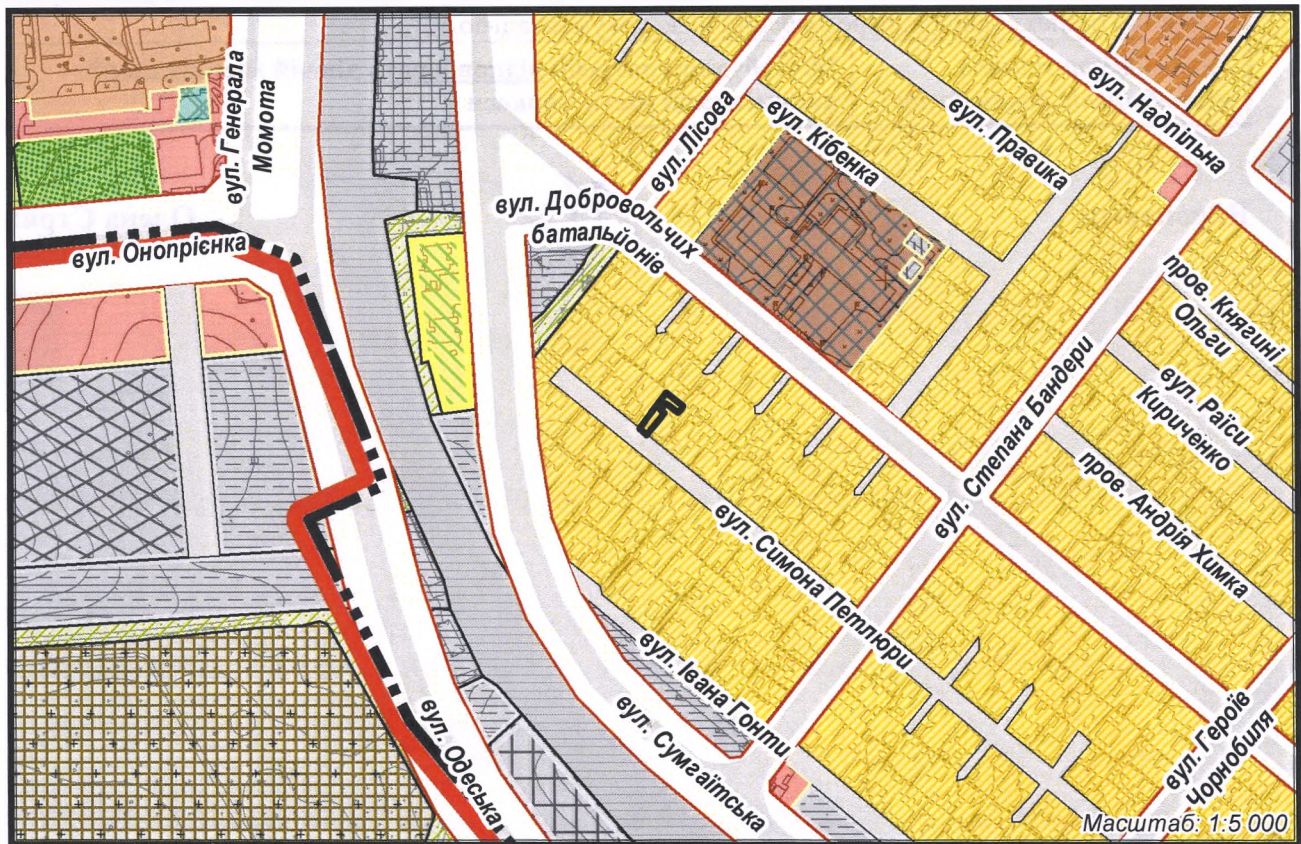 вул. Генерала
Момота
вул. Онопрієнка
вул. Лісова
вул. Кібенка
вул. Правика
вул. Надпільна
вул. Добровольчих
батальйонів
пров. Княгині
Ольги
вул. Раїси
Кириченко
вул. Степана Бандери
пров. Андрія Химка
вул. Симона Петлюри
вул. Івана Гонти
вул. Сумгаїтська
вул. Одеська
вул. Героїв
Чорнобиля
Масштаб: 1:5 000